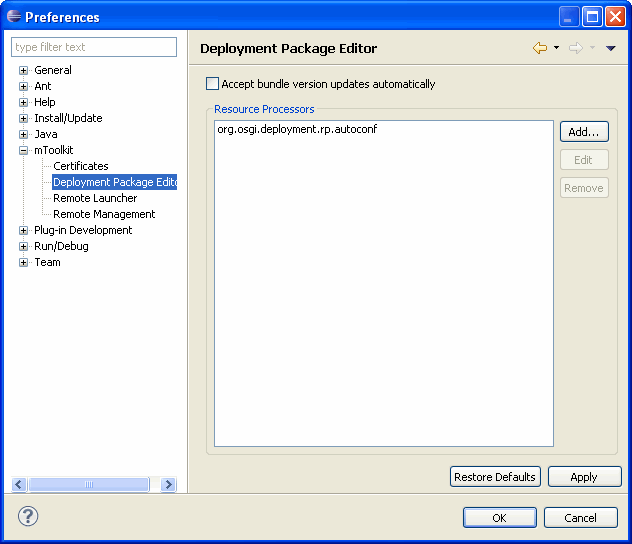 Preferences
type filter text
General
Ant
Help
Install/Update
Java
mToolkit
Certificates
Deployment Package Edito
Remote Launcher
Remote Management
Plug-in Development
Run/Debug
Team
Deployment Package Editor
Accept bundle version updates automatically
Resource Processors
org.osgi.deployment.rp.autoconf
Add...
Edit
Remove
Restore Defaults Apply
?
OK Cancel